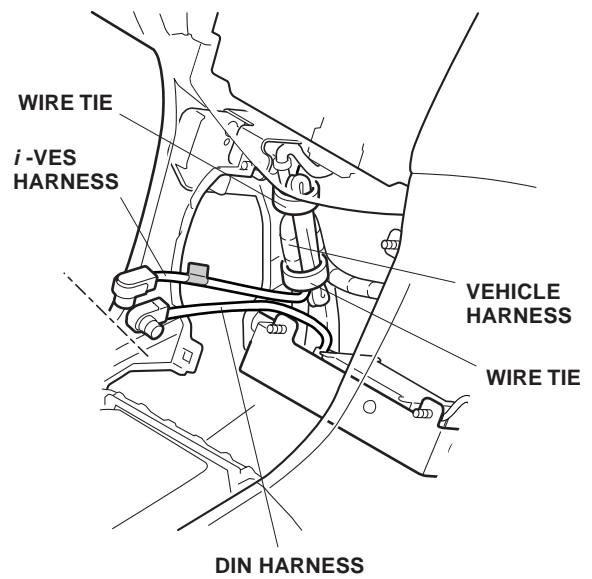 WIRE TIE
i -VES
HARNESS
VEHICLE
HARNESS
WIRE TIE
DIN HARNESS